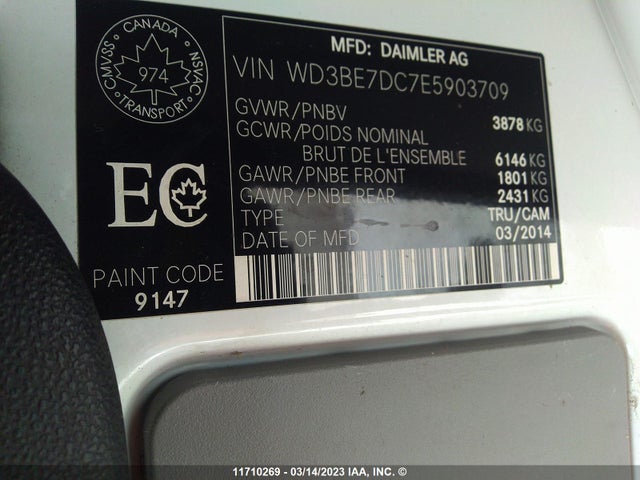 CANADA
CMVSS
NSVAC
974
TRANSPORT
MFD: DAIMLER AG
VIN WD3BE7DC7E5903709
GVWR/PNBV 3878 KG
GCWR/POIDS NOMINAL
BRUT DE L'ENSEMBLE 6146 KG
GAWR/PNBE FRONT 1801 KG
GAWR/PNBE REAR 2431 KG
TYPE TRU/CAM
DATE OF MFD 03/2014
EC
PAINT CODE
9147
11710269 - 03/14/2023 IAA, INC. ©